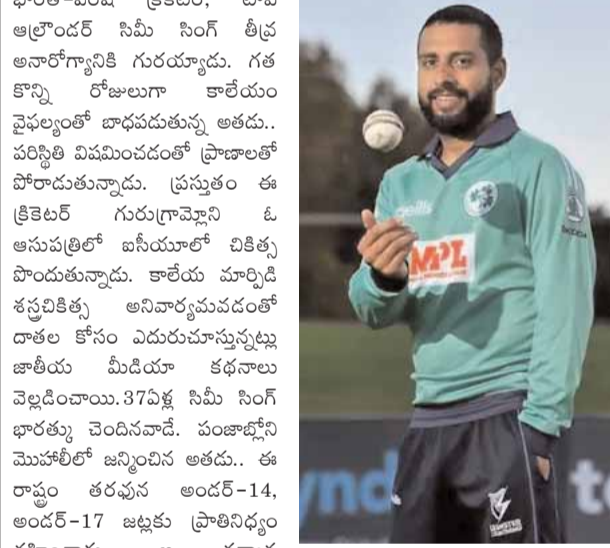 ఆల్రౌండర్ సిమీ సింగ్ తీవ్ర
అనారోగ్యానికి గురయ్యాడు. గత
కొన్ని రోజులుగా కాలేయం
వైఫల్యంతో బాధపడుతున్న అతడు..
పరిస్థితి విషమించడంతో ప్రాణాలతో
పోరాడుతున్నాడు. ప్రస్తుతం ఈ
క్రికెటర్ గురుగ్రామ్లోని ఓ
ఆసుపత్రిలో ఐసీయూలో చికిత్స
పొందుతున్నాడు. కాలేయ మార్పిడి
శస్త్రచికిత్స అనివార్యమవడంతో
దాతల కోసం ఎదురుచూస్తున్నట్లు
జాతీయ మీడియా కథనాలు
వెల్లడించాయి. 37ఏళ్ల సిమీ సింగ్
భారత్కు చెందినవాడే. పంజాబ్లోని
మొహాలీలో జన్మించిన అతడు.. ఈ
రాష్ట్రం తరఫున అండర్-14,
అండర్-17 జట్లకు ప్రాతినిధ్యం
MPL